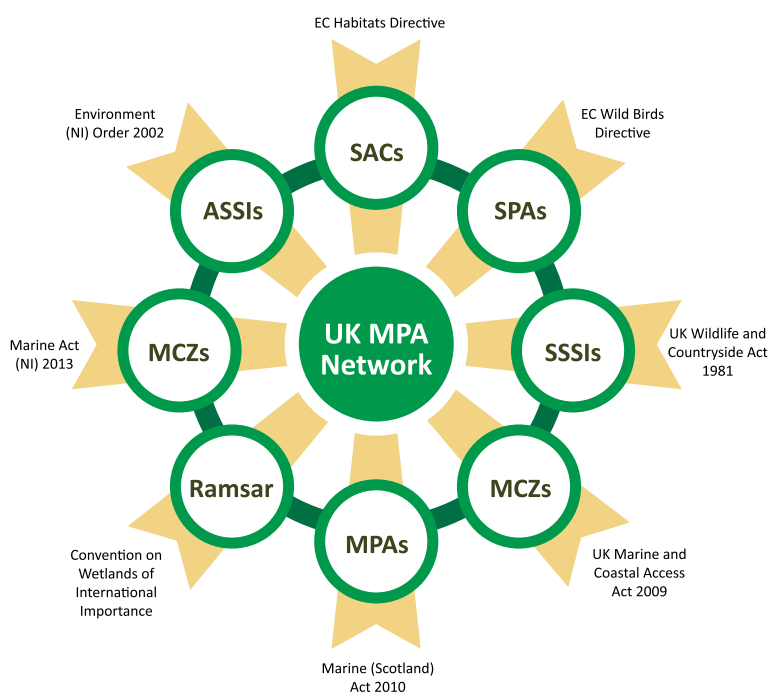 EC Habitats Directive
SACs
EC Wild Birds
Directive
SPAs
UK Wildlife and
Countryside Act
1981
SSSIs
UK Marine and
Coastal Access
Act 2009
MCZs
Marine (Scotland)
Act 2010
MPAs
Convention on
Wetlands of
International
Importance
Ramsar
Marine Act
(NI) 2013
MCZs
Environment
(NI) Order 2002
ASSIs
UK MPA
Network